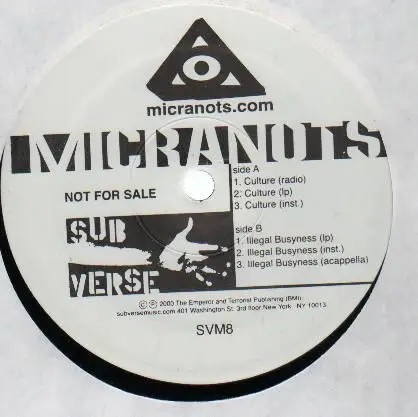 micranots.com
MICRANOTS
NOT FOR SALE
side A
1. Culture (radio)
2. Culture (lp)
3. Culture (inst.)
SUB
VERSE
side B
1. Illegal Busyness (lp)
2. Illegal Busyness (inst.)
3. Illegal Busyness (acappella)
©℗ 2000 The Emperor and Terrorist Publishing (BMI).
subversemusic.com 401 Washington St. 3rd floor New York, NY 10013
SVM8